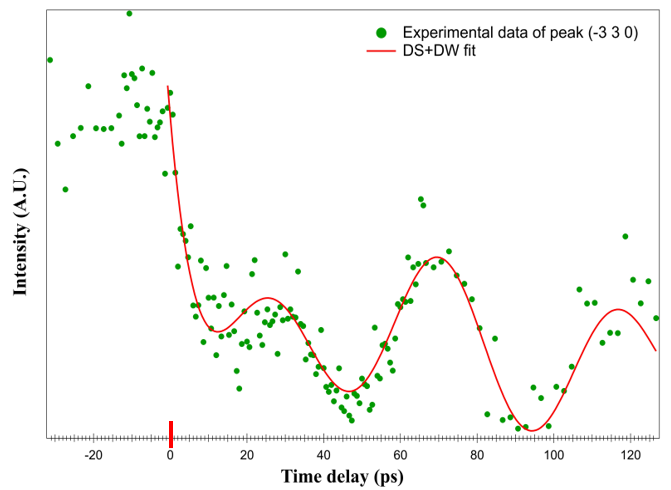 Experimental data of peak (-3 3 0)
DS+DW fit
Intensity (A.U.)
-20 0 20 40 60 80 100 120
Time delay (ps)